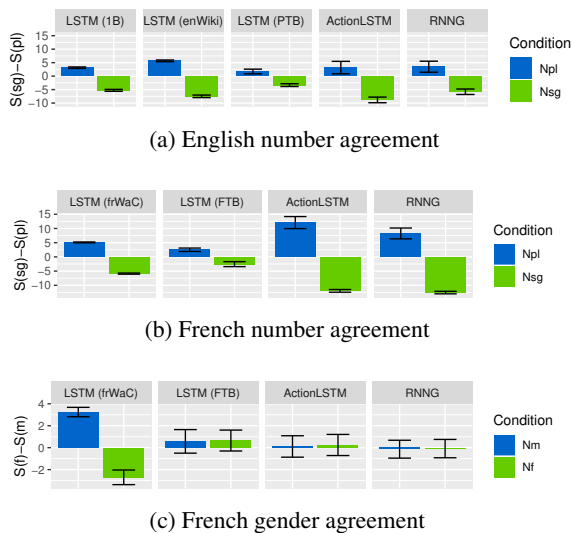 LSTM (1B) LSTM (enWiki) LSTM (PTB) ActionLSTM RNNG
S(sg)−S(pl)
15
10
5
0
−5
−10
Condition
Npl
Nsg
(a) English number agreement
LSTM (frWaC) LSTM (FTB) ActionLSTM RNNG
S(sg)−S(pl)
15
10
5
0
−5
−10
Condition
Npl
Nsg
(b) French number agreement
LSTM (frWaC) LSTM (FTB) ActionLSTM RNNG
S(f)−S(m)
4
2
0
−2
Condition
Nm
Nf
(c) French gender agreement